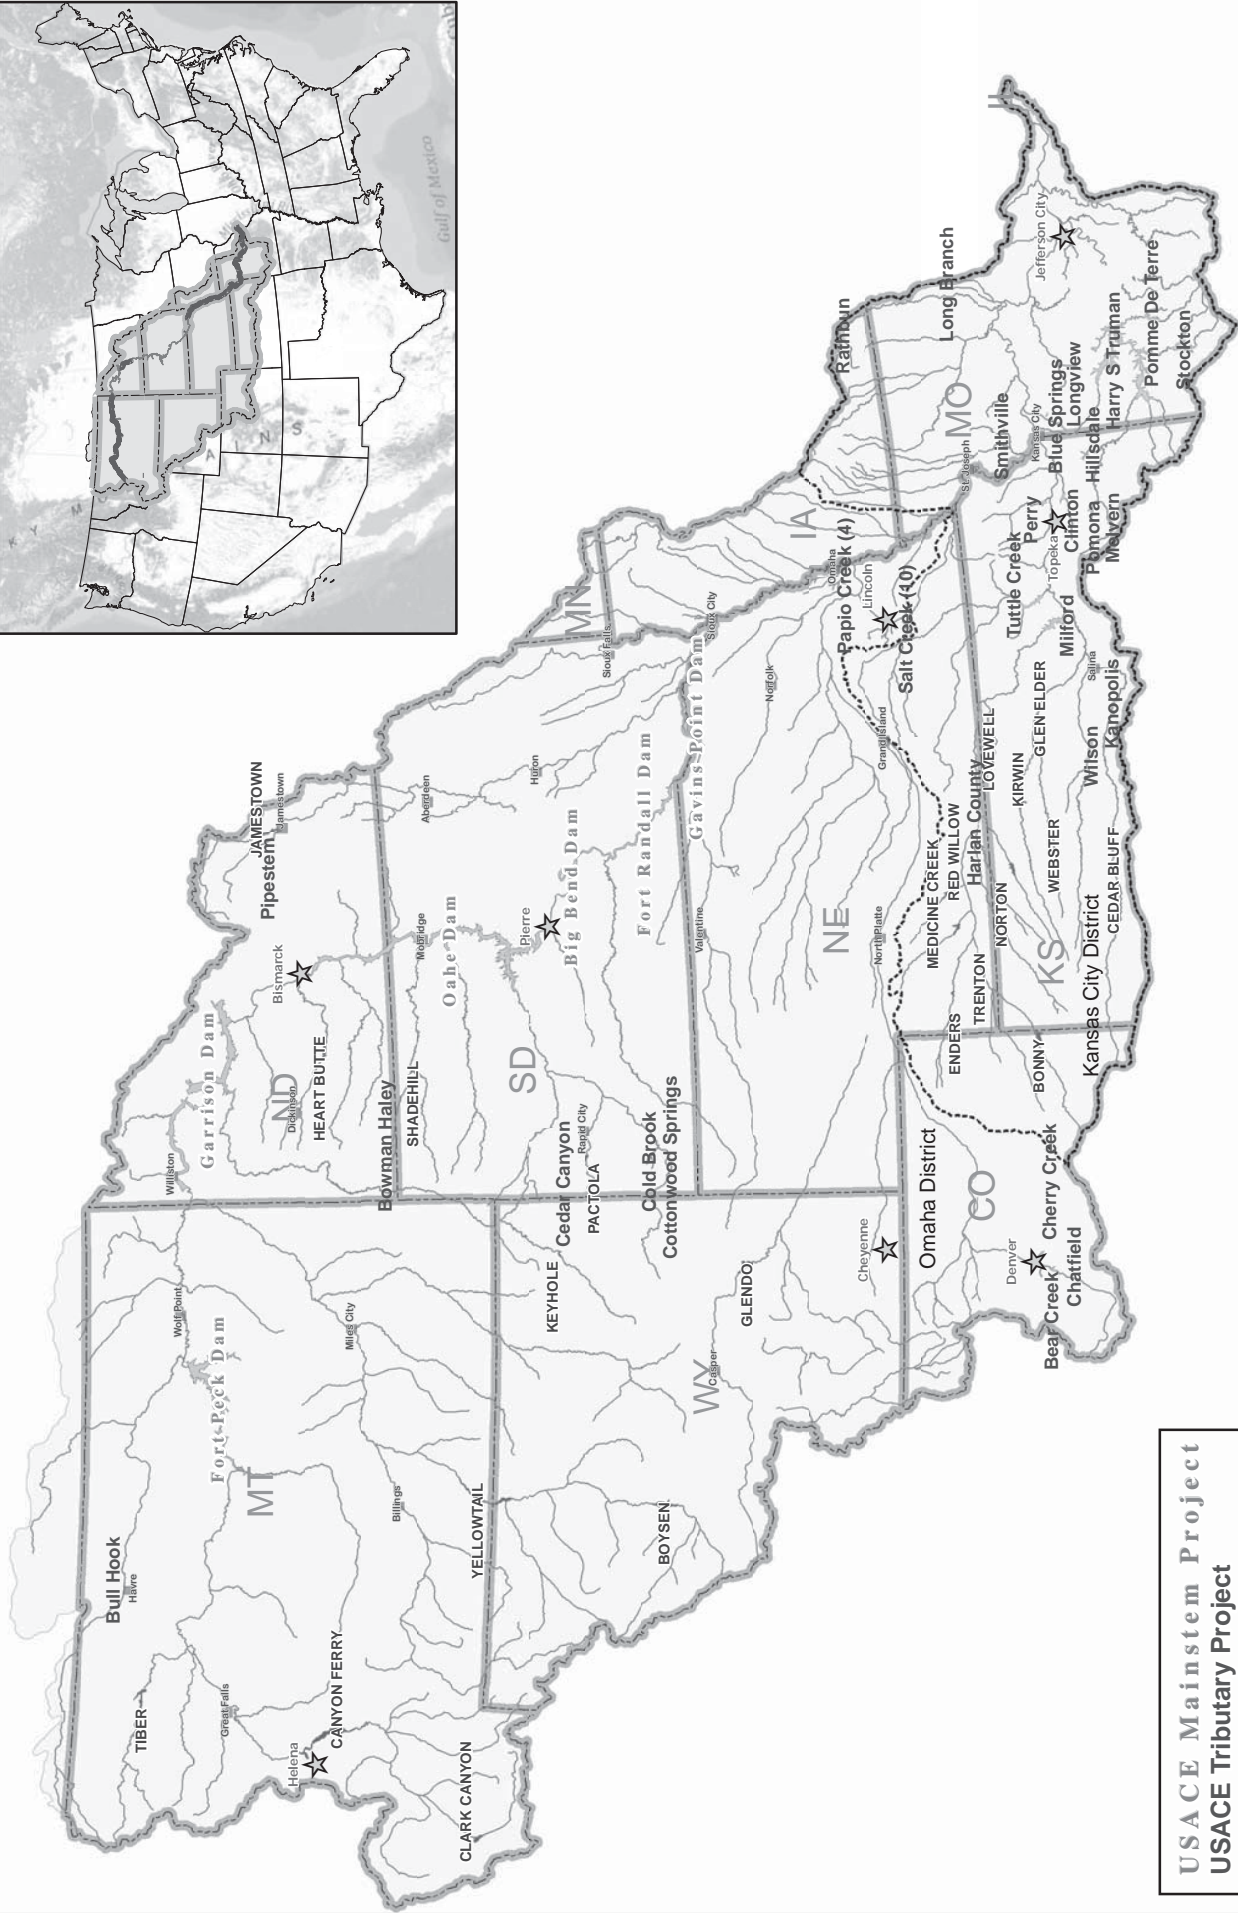 Gulf of Mexico
Cuba
K Y
M
A
I N S
Bull Hook
Havre
TIBER
Great Falls
Helena
CANYON FERRY
CLARK CANYON
MT
Fort Peck Dam
Wolf Point
Miles City
Billings
YELLOWTAIL
BOYSEN
WY
Casper
KEYHOLE
GLENDO
Cheyenne
Williston
Garrison Dam
ND
Dickinson
HEART BUTTE
Bismarck
Pipestem
JAMESTOWN
Jamestown
Bowman Haley
SHADEHILL
Mobridge
Oahe Dam
Aberdeen
Huron
Pierre
SD
Big Bend Dam
Cedar Canyon
Rapid City
PACTOLA
Cold Brook
Cottonwood Springs
Fort Randall Dam
Gavins Point Dam
Valentine
MN
Sioux Falls
Sioux City
Norfolk
NE
North Platte
Grand Island
IA
Omaha
Papio Creek (4)
Lincoln
Salt Creek (10)
Omaha District
CO
Denver
Bear Creek
Chatfield
Cherry Creek
ENDERS
TRENTON
MEDICINE CREEK
RED WILLOW
Harlan County
LOVEWELL
NORTON
BONNY
KS
Kansas City District
KIRWIN
WEBSTER
GLEN ELDER
CEDAR BLUFF
Wilson
Kanopolis
Salina
Milford
Tuttle Creek
Perry
Topeka
Clinton
Pomona
Melvern
Hillsdale
Rathbun
Long Branch
MO
St. Joseph
Smithville
Kansas City
Blue Springs
Longview
Harry S Truman
Pomme De Terre
Stockton
Jefferson City
IL
USACE Mainstem Project
USACE Tributary Project